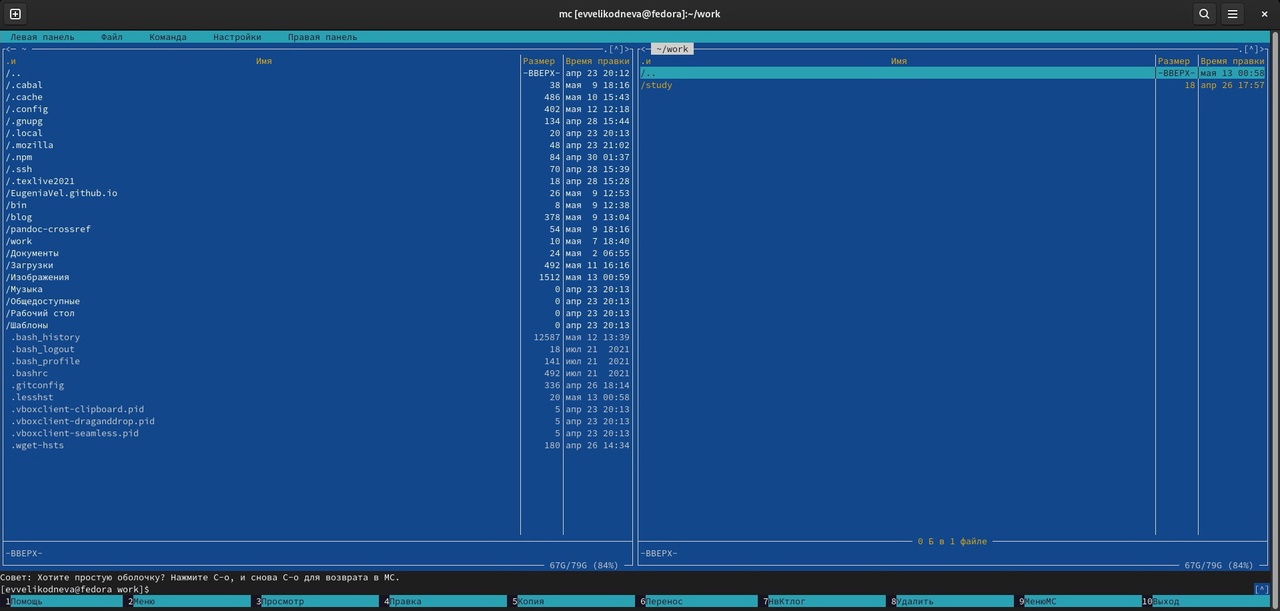 mc [evvelikodneva@fedora]:~/work
Левая панель Файл Команда Настройки Правая панель
<— ~ .[^]> <— ~/work .[^]>
.и Имя Размер Время правки .и Имя Размер Время правки
/.. -ВВЕРХ- апр 23 20:12 /.. -ВВЕРХ- мая 13 00:58
/.cabal 38 мая 9 18:16 /study 18 апр 26 17:57
/.cache 486 мая 10 15:43
/.config 402 мая 12 12:18
/.gnupg 134 апр 28 15:44
/.local 20 апр 23 20:13
/.mozilla 48 апр 23 21:02
/.npm 84 апр 30 01:37
/.ssh 70 апр 28 15:39
/.texlive2021 18 апр 28 15:28
/EugeniaVel.github.io 26 мая 9 12:53
/bin 8 мая 9 12:38
/blog 378 мая 9 13:04
/pandoc-crossref 54 мая 9 18:16
/work 10 мая 7 18:40
/Документы 24 мая 2 06:55
/Загрузки 492 мая 11 16:16
/Изображения 1512 мая 13 00:59
/Музыка 0 апр 23 20:13
/Общедоступные 0 апр 23 20:13
/Рабочий стол 0 апр 23 20:13
/Шаблоны 0 апр 23 20:13
.bash_history 12587 мая 12 13:39
.bash_logout 18 июл 21 2021
.bash_profile 141 июл 21 2021
.bashrc 492 июл 21 2021
.gitconfig 336 апр 26 18:14
.lesshst 20 мая 13 00:58
.vboxclient-clipboard.pid 5 апр 23 20:13
.vboxclient-draganddrop.pid 5 апр 23 20:13
.vboxclient-seamless.pid 5 апр 23 20:13
.wget-hsts 180 апр 26 14:34
0 Б в 1 файле
-ВВЕРХ- -ВВЕРХ-
67G/79G (84%) 67G/79G (84%)
Совет: Хотите простую оболочку? Нажмите C-o, и снова C-o для возврата в MC.
[evvelikodneva@fedora work]$ [^]
1Помощь 2Меню 3Просмотр 4Правка 5Копия 6Перенос 7НвКтлог 8Удалить 9МенюMC 10Выход